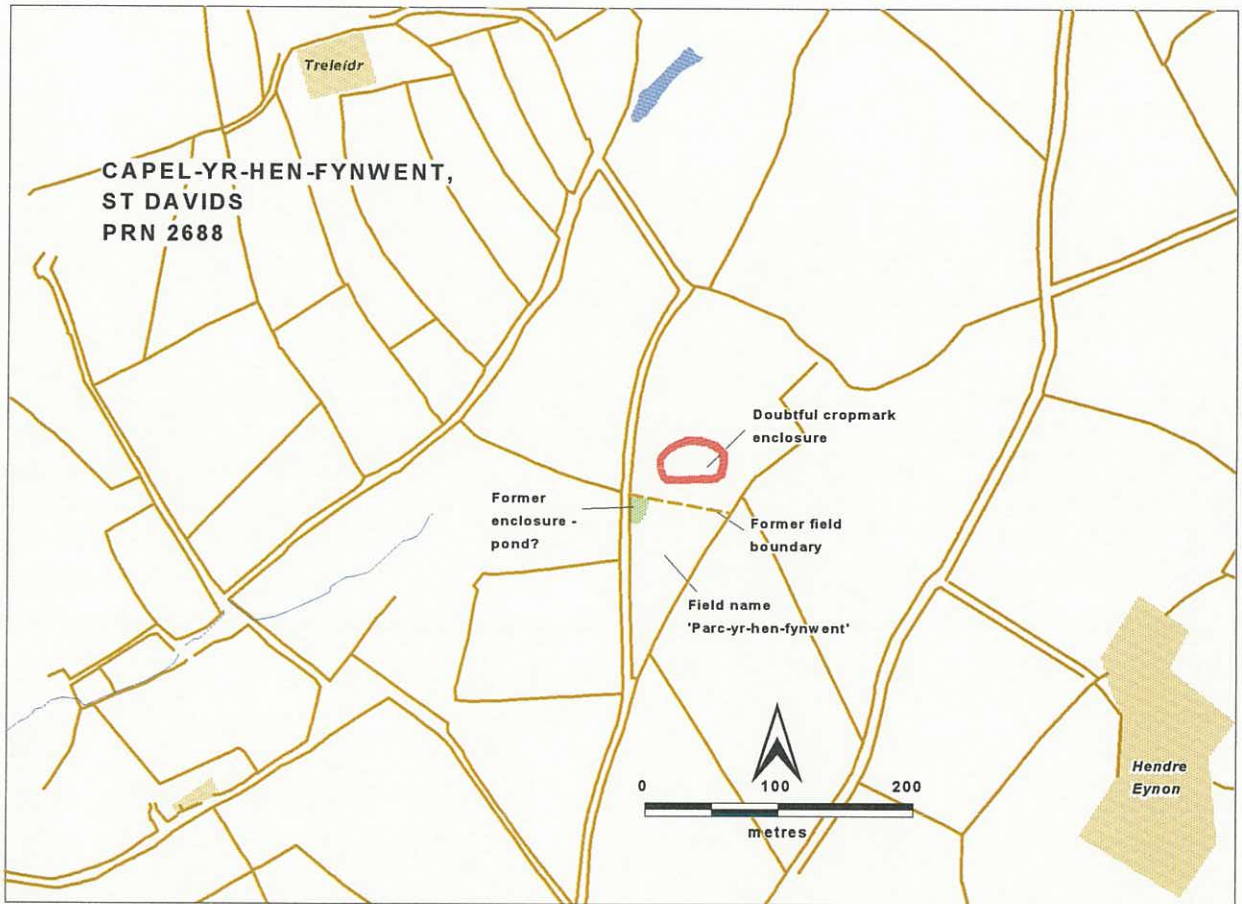 Treleidr
CAPEL-YR-HEN-FYNWENT,
ST DAVIDS
PRN 2688
Doubtful cropmark
enclosure
Former
enclosure -
pond?
Former field
boundary
Field name
'Parc-yr-hen-fynwent'
0 100 200
metres
Hendre
Eynon